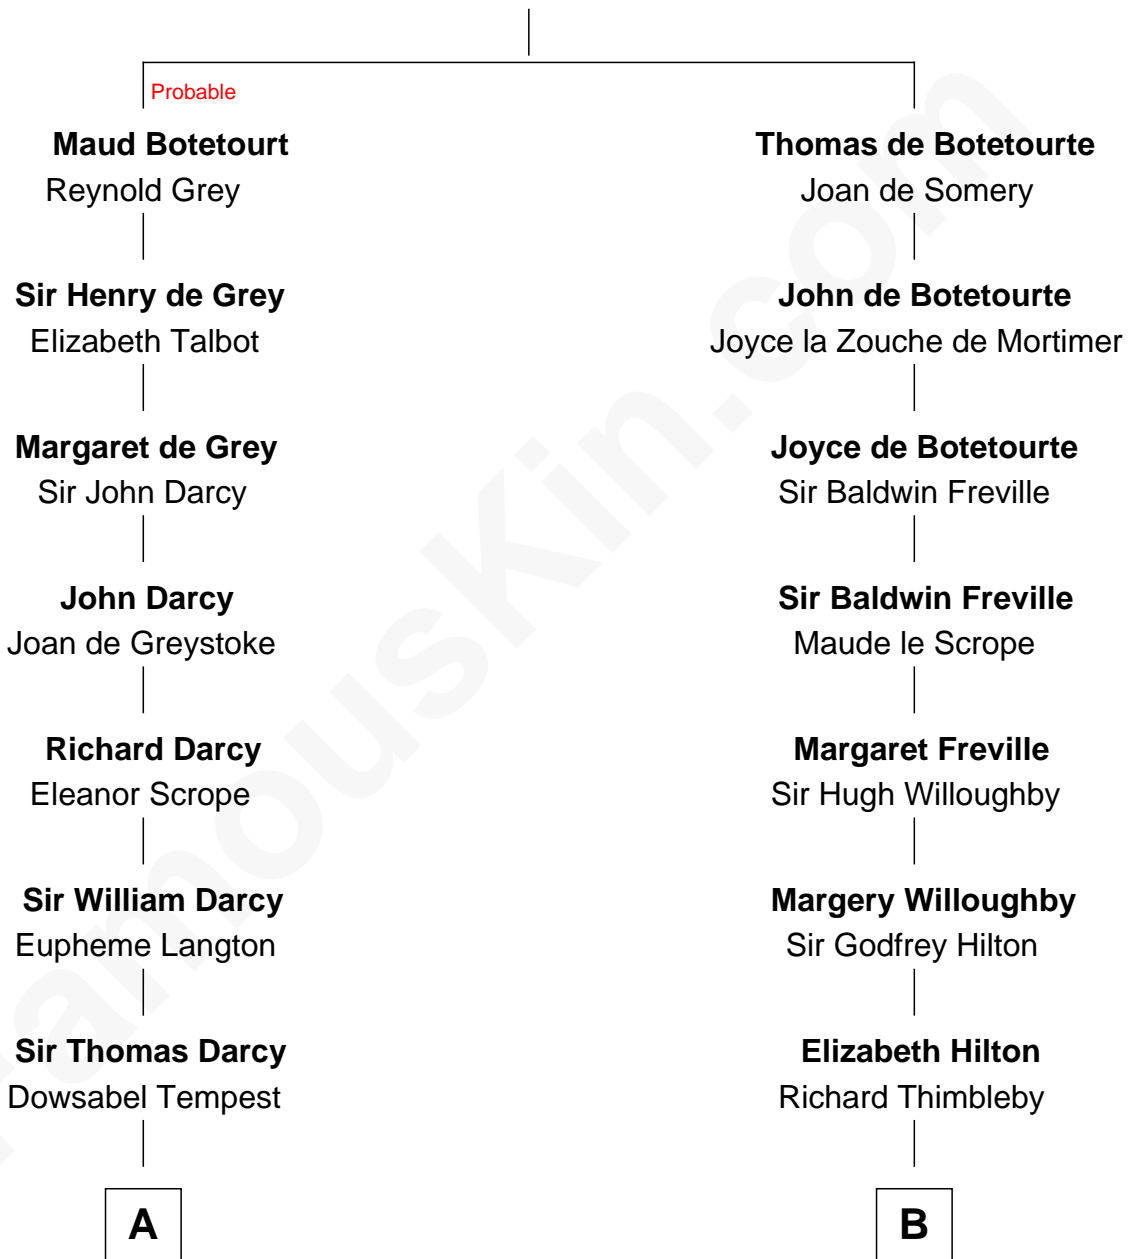 Probable
Maud Botetourt
Reynold Grey
Thomas de Botetourte
Joan de Somery
Sir Henry de Grey
Elizabeth Talbot
John de Botetourte
Joyce la Zouche de Mortimer
Margaret de Grey
Sir John Darcy
Joyce de Botetourte
Sir Baldwin Freville
John Darcy
Joan de Greystoke
Sir Baldwin Freville
Maude le Scrope
Richard Darcy
Eleanor Scrope
Margaret Freville
Sir Hugh Willoughby
Sir William Darcy
Eupheme Langton
Margery Willoughby
Sir Godfrey Hilton
Sir Thomas Darcy
Dowsabel Tempest
Elizabeth Hilton
Richard Thimbleby
A
B
FamousKin.com